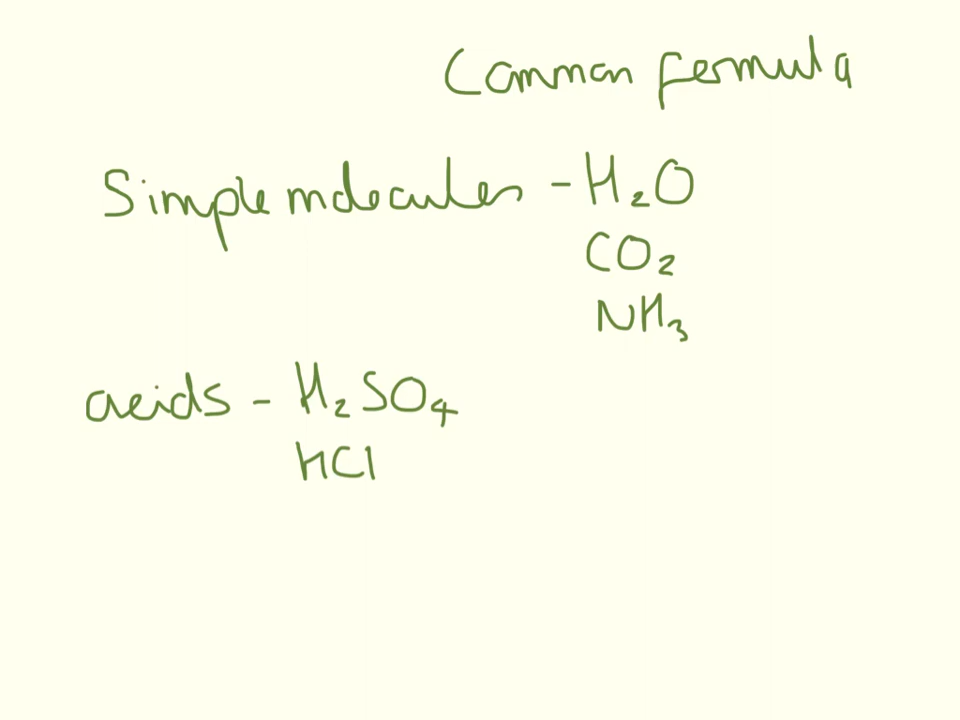 Common formula
Simple molecules - H₂O
CO₂
NH₃
acids - H₂SO₄
HCl